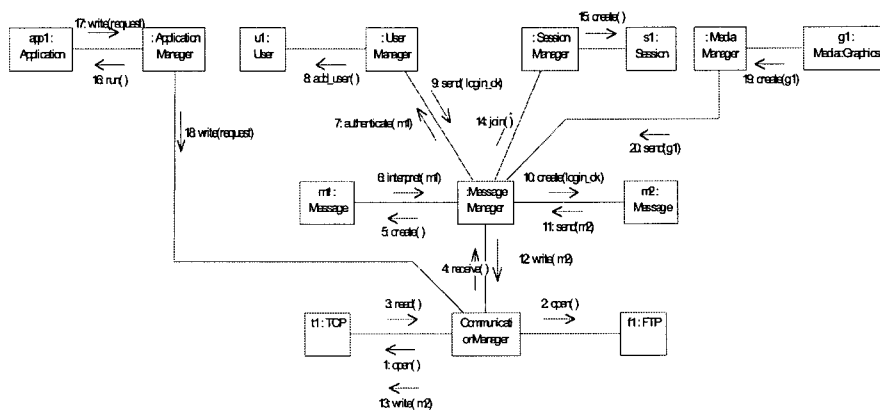 17: write(request)
app1 :
Application
: Application
Manager
16: run( )
u1 :
User
: User
Manager
8: add_user( )
: Session
Manager
15: create( )
s1 :
Session
: Media
Manager
g1 :
Media::Graphics
19: create(g1)
9: send( login_ok)
7: authenticate( m1)
14: join( )
18: write(request)
20: send(g1)
m1 :
Message
6: interpret( m1)
5: create( )
:Message
Manager
10: create(login_ok)
11: send(m2)
m2 :
Message
4: receive( )
12: write( m2)
t1 : TCP
3: read( )
Communicati
onManager
2: open( )
f1 : FTP
1: open( )
13: write( m2)